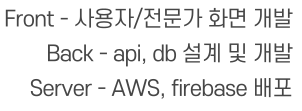 Front - 사용자/전문가 화면 개발
Back - api, db 설계 및 개발
Server - AWS, firebase 배포